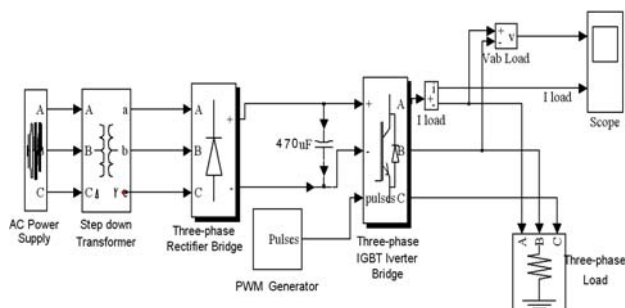 A
B
C
AC Power
Supply
A
B
C
a
b
c
Δ
Y
Step down
Transformer
A
B
C
+
-
Three-phase
Rectifier Bridge
470uF
Pulses
PWM Generator
+
-
pulses
A
B
C
Three-phase
IGBT Iverter
Bridge
i
+
-
I load
+
-
v
Vab Load
I load
Scope
A
B
C
Three-phase
Load